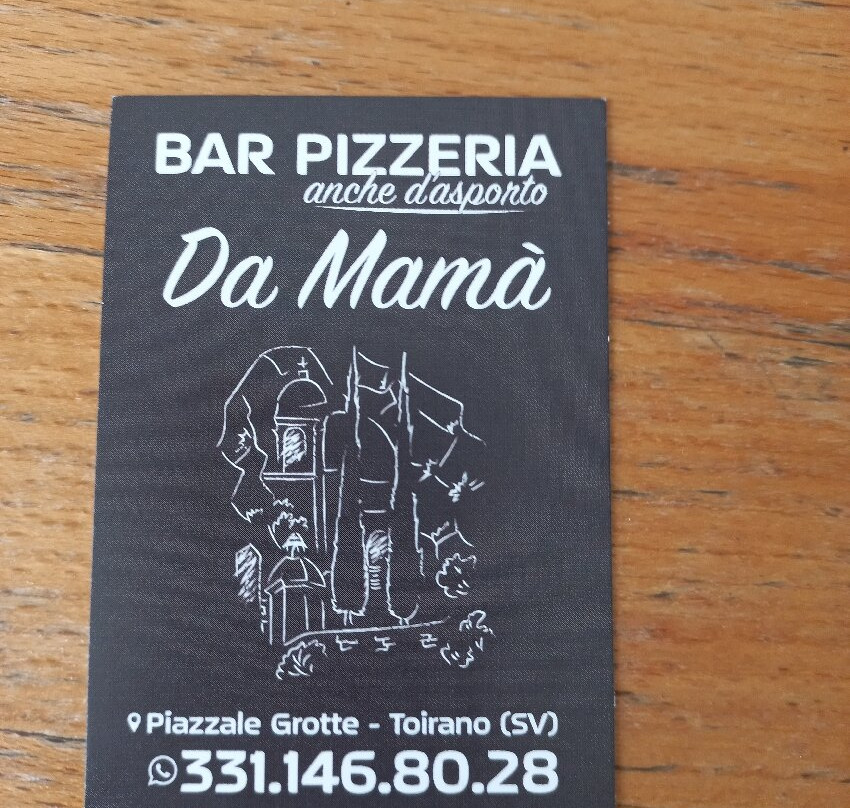 BAR PIZZERIA
anche d'asporto
Da Mamà
Piazzale Grotte - Toirano (SV)
331.146.80.28